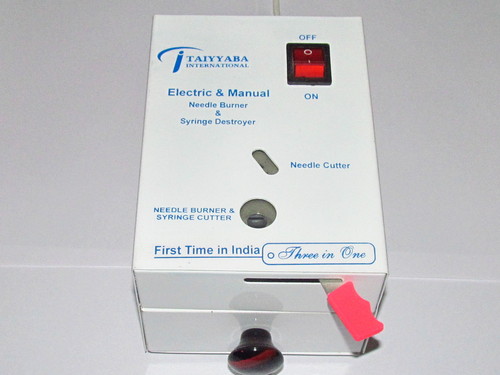 TAIYYABA
INTERNATIONAL
OFF
ON
Electric & Manual
Needle Burner
&
Syringe Destroyer
Needle Cutter
NEEDLE BURNER &
SYRINGE CUTTER
First Time in India
Three in One